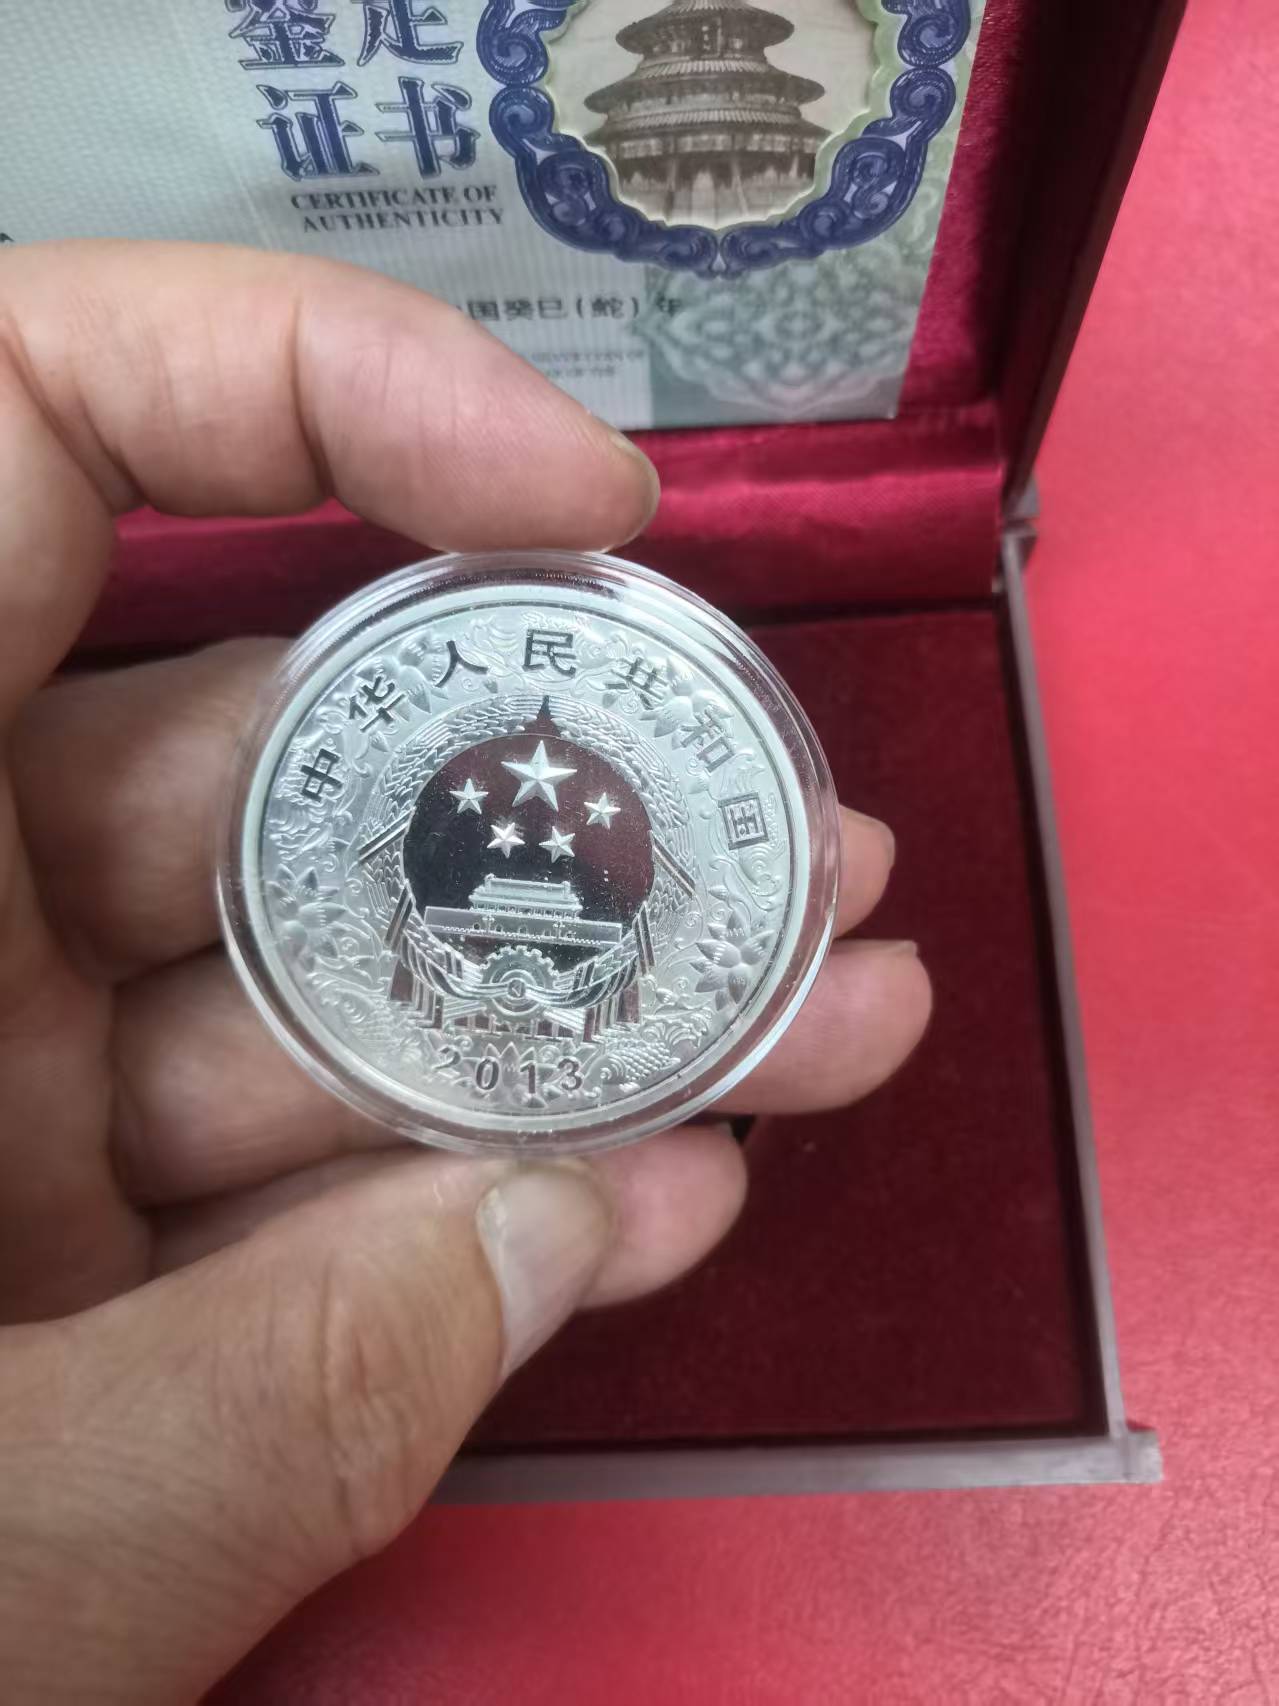 鉴定
证书
CERTIFICATE OF
AUTHENTICITY
国癸巳(蛇)年
中华人民共和国
2013